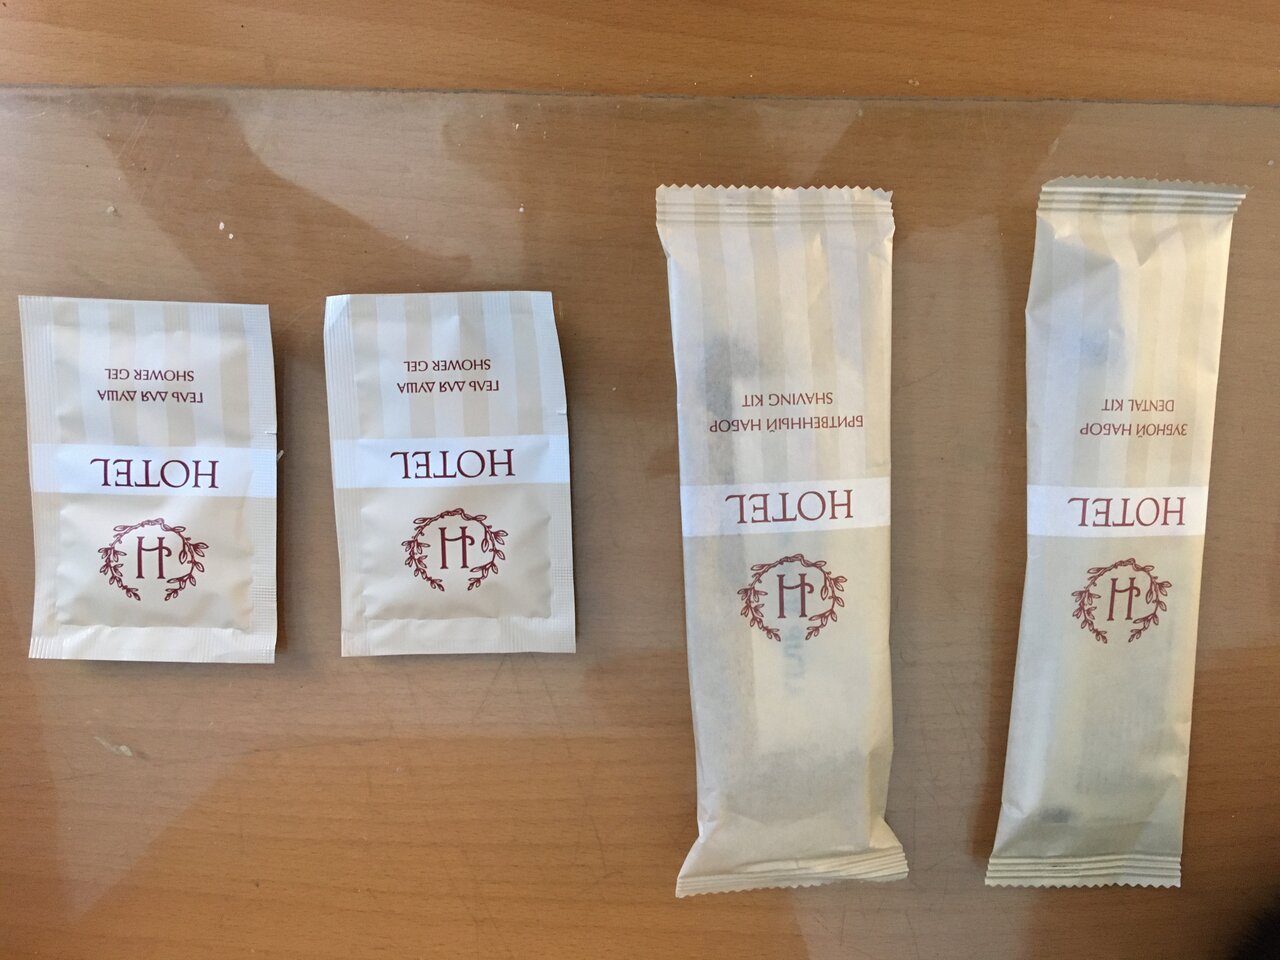 H
HOTEL
ЗУБНОЙ НАБОР
DENTAL KIT
H
HOTEL
БРИТВЕННЫЙ НАБОР
SHAVING KIT
H
HOTEL
ГЕЛЬ ДЛЯ ДУША
SHOWER GEL
H
HOTEL
ГЕЛЬ ДЛЯ ДУША
SHOWER GEL